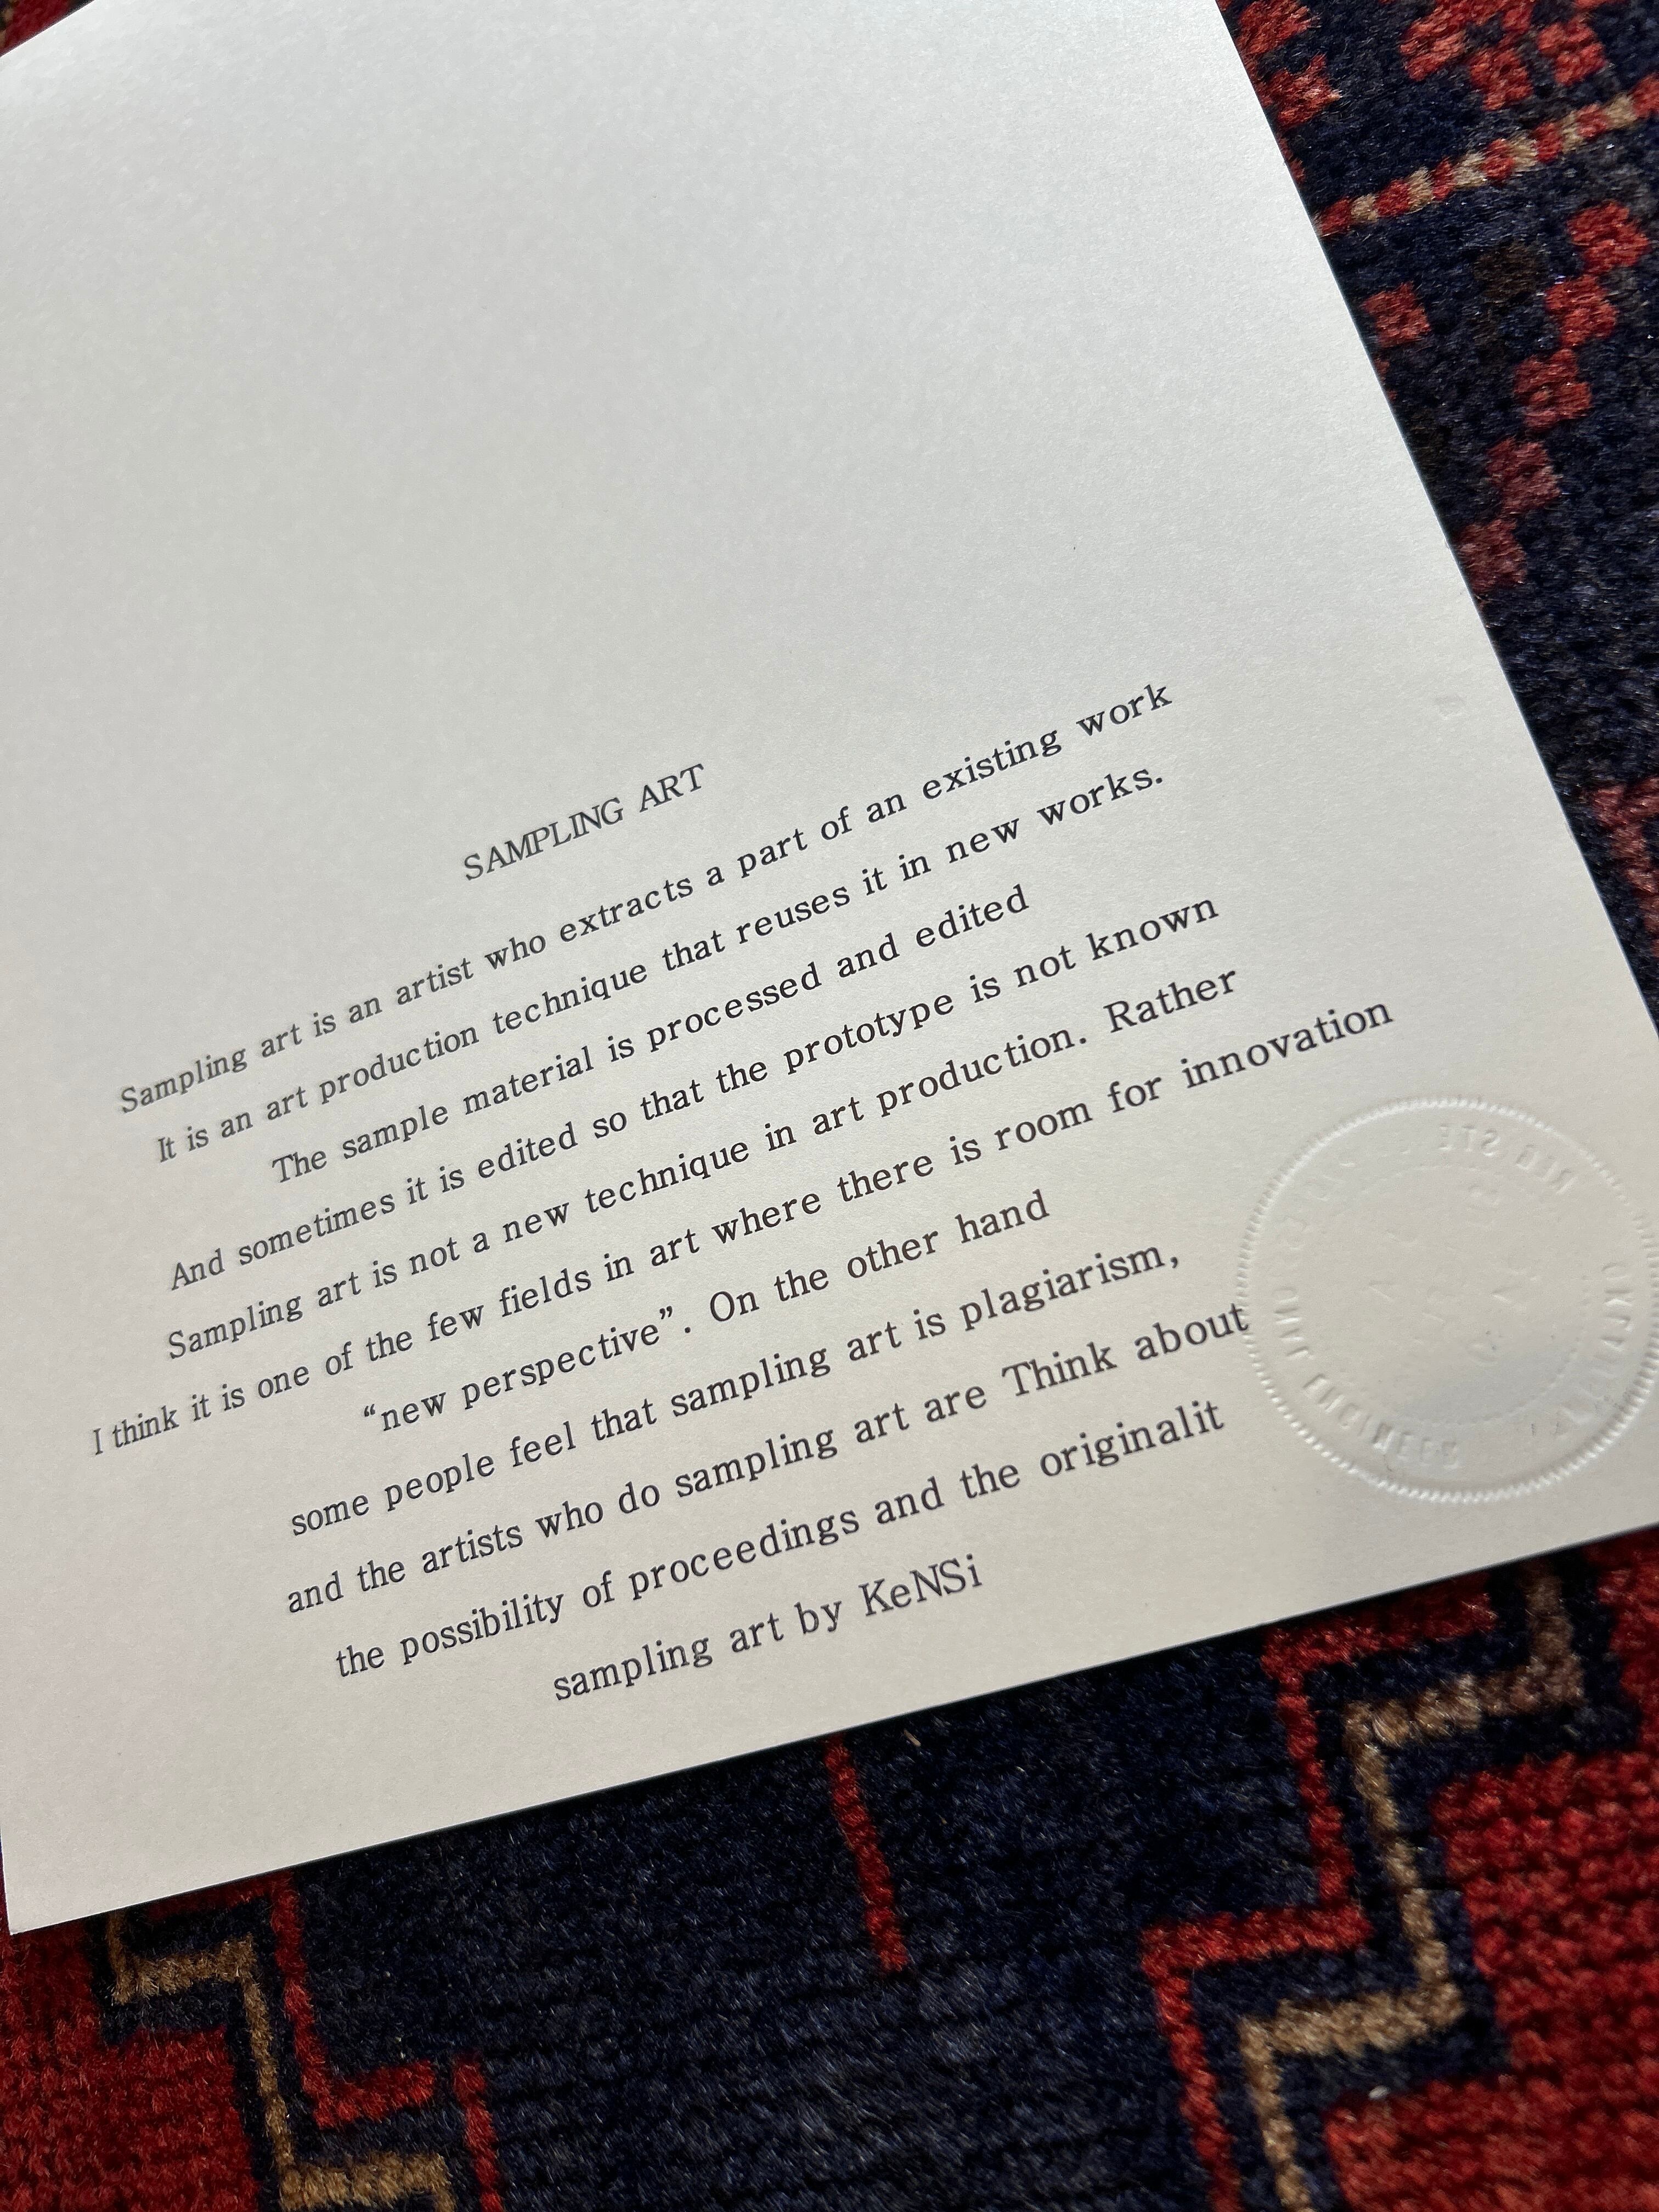 SAMPLING ART
Sampling art is an artist who extracts a part of an existing work
It is an art production technique that reuses it in new works.
The sample material is processed and edited
And sometimes it is edited so that the prototype is not known
Sampling art is not a new technique in art production. Rather
I think it is one of the few fields in art where there is room for innovation
“new perspective”. On the other hand
some people feel that sampling art is plagiarism,
and the artists who do sampling art are Think about
the possibility of proceedings and the originalit
sampling art by KeNSi